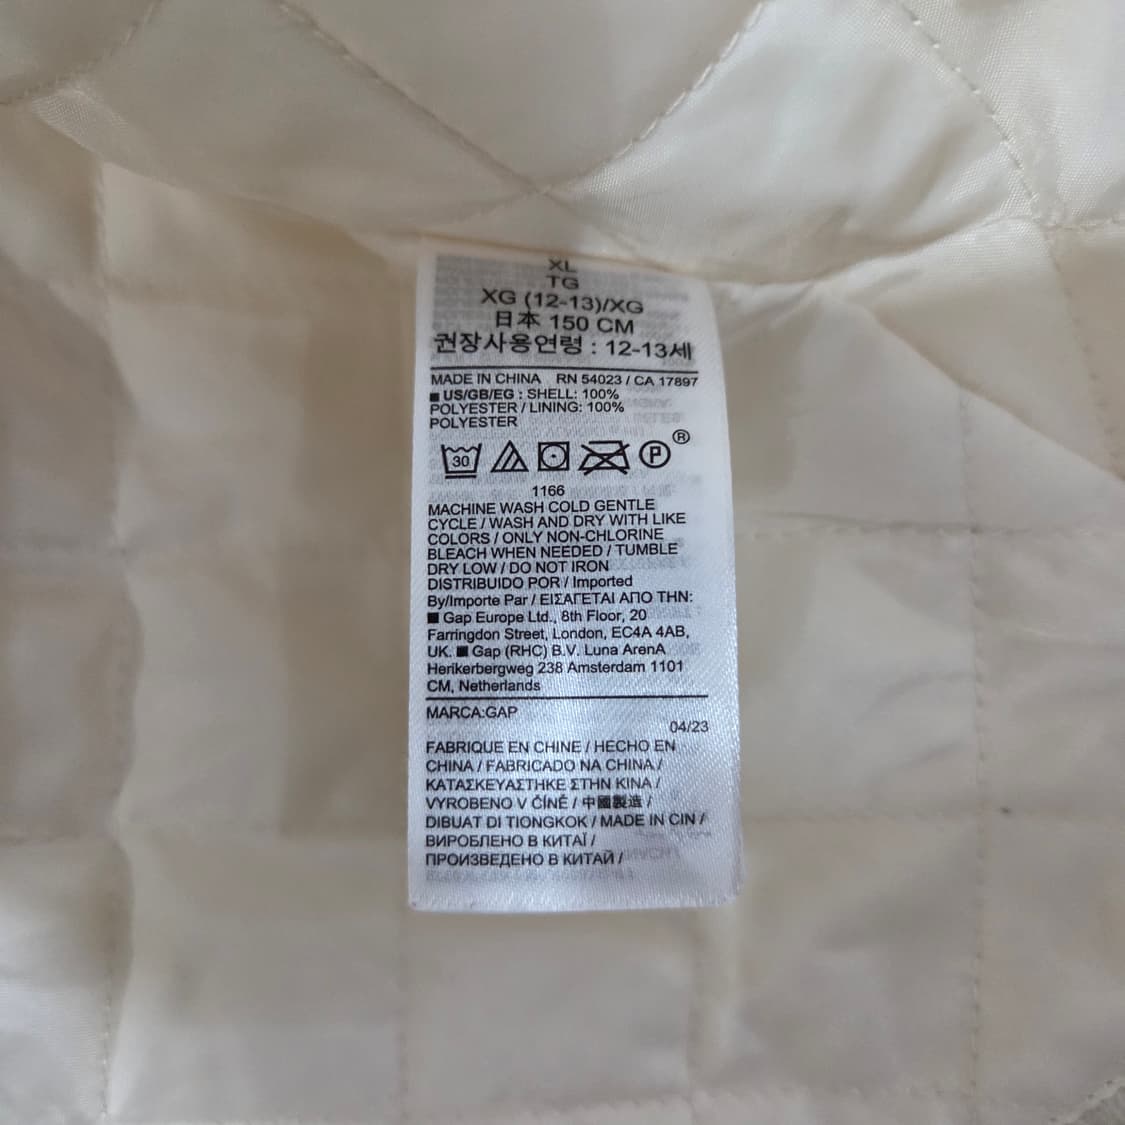 XL
TG
XG (12-13)/XG
日本 150 CM
권장사용연령 : 12-13세
MADE IN CHINA RN 54023 / CA 17897
■ US/GB/EG : SHELL: 100%
POLYESTER / LINING: 100%
POLYESTER
30 P ®
1166
MACHINE WASH COLD GENTLE
CYCLE / WASH AND DRY WITH LIKE
COLORS / ONLY NON-CHLORINE
BLEACH WHEN NEEDED / TUMBLE
DRY LOW / DO NOT IRON
DISTRIBUIDO POR / Imported
By/Importe Par / ΕΙΣΑΓΕΤΑΙ ΑΠΟ ΤΗΝ:
■ Gap Europe Ltd., 8th Floor, 20
Farringdon Street, London, EC4A 4AB,
UK. ■ Gap (RHC) B.V. Luna ArenA
Herikerbergweg 238 Amsterdam 1101
CM, Netherlands
MARCA:GAP
04/23
FABRIQUE EN CHINE / HECHO EN
CHINA / FABRICADO NA CHINA /
ΚΑΤΑΣΚΕΥΑΣΤΗΚΕ ΣΤΗΝ ΚΙΝΑ /
VYROBENO V ČÍNĚ / 中國製造 /
DIBUAT DI TIONGKOK / MADE IN CIN /
ВИРОБЛЕНО В КИТАЇ /
ПРОИЗВЕДЕНО В КИТАЙ /